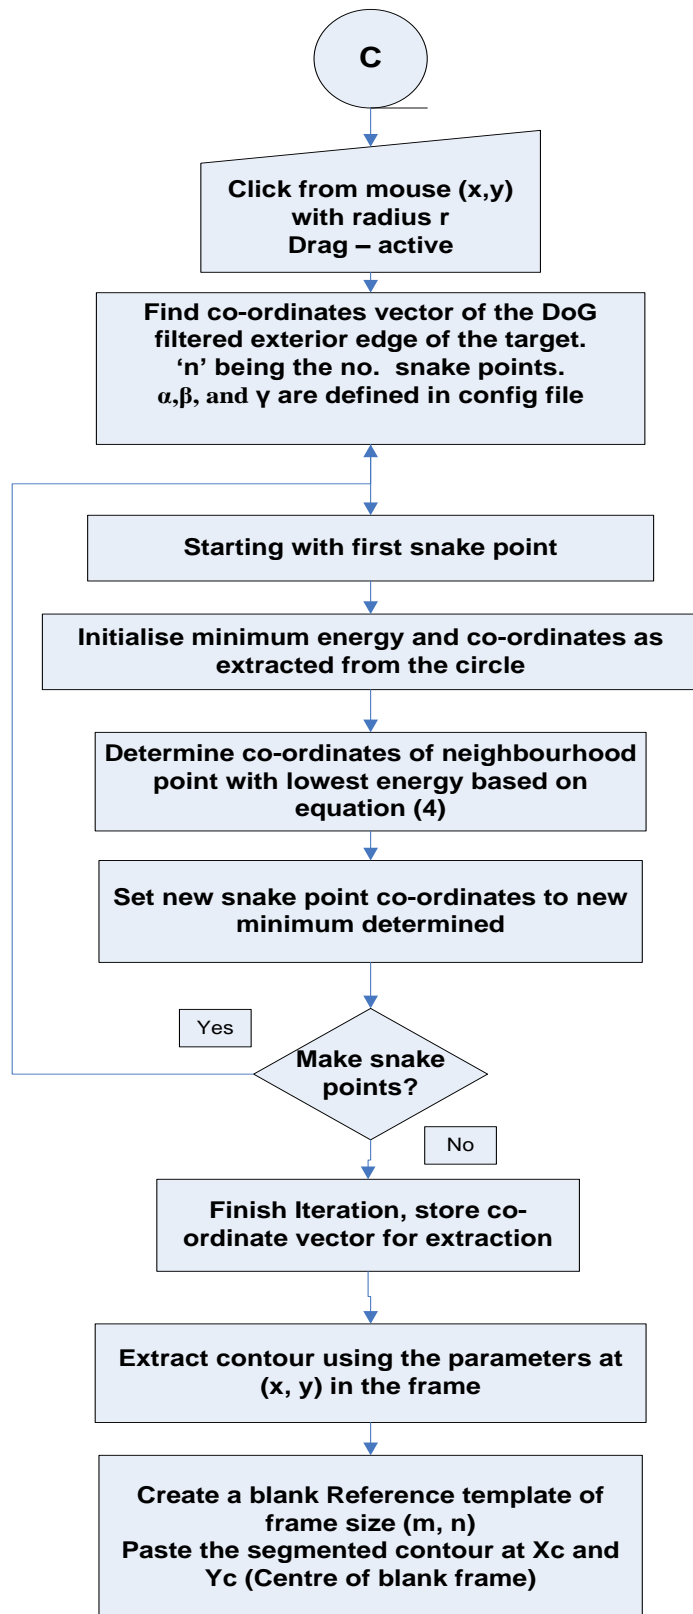 C
Click from mouse (x,y)
with radius r
Drag – active
Find co-ordinates vector of the DoG
filtered exterior edge of the target.
‘n’ being the no. snake points.
α,β, and γ are defined in config file
Starting with first snake point
Initialise minimum energy and co-ordinates as
extracted from the circle
Determine co-ordinates of neighbourhood
point with lowest energy based on
equation (4)
Set new snake point co-ordinates to new
minimum determined
Yes
Make snake
points?
No
Finish Iteration, store co-
ordinate vector for extraction
Extract contour using the parameters at
(x, y) in the frame
Create a blank Reference template of
frame size (m, n)
Paste the segmented contour at Xc and
Yc (Centre of blank frame)